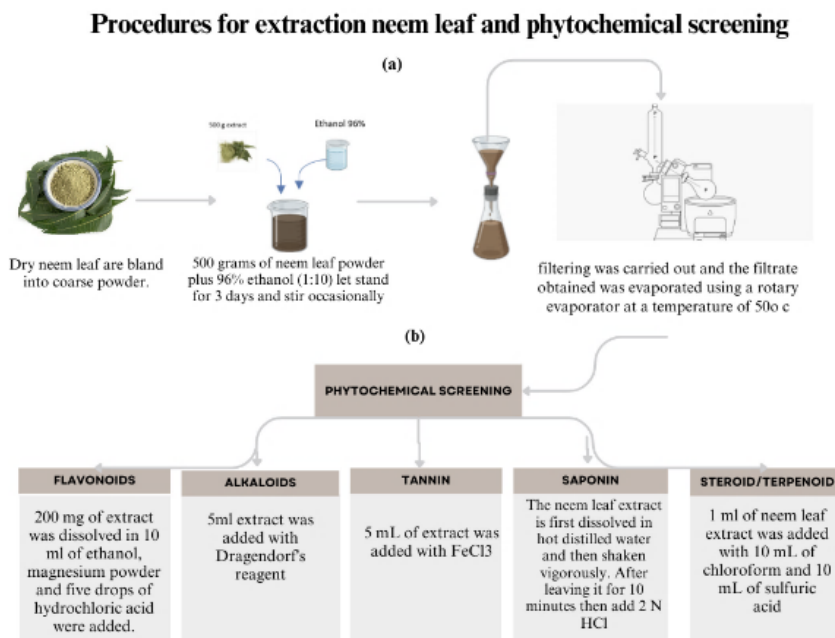 Procedures for extraction neem leaf and phytochemical screening
(a)
500 g extract
Ethanol 96%
Dry neem leaf are bland
into coarse powder.
500 grams of neem leaf powder
plus 96% ethanol (1:10) let stand
for 3 days and stir occasionally
filtering was carried out and the filtrate
obtained was evaporated using a rotary
evaporator at a temperature of 50o c
(b)
PHYTOCHEMICAL SCREENING
FLAVONOIDS
200 mg of extract
was dissolved in 10
ml of ethanol,
magnesium powder
and five drops of
hydrochloric acid
were added.
ALKALOIDS
5ml extract was
added with
Dragendorf's
reagent
TANNIN
5 mL of extract was
added with FeCl3
SAPONIN
The neem leaf extract
is first dissolved in
hot distilled water
and then shaken
vigorously. After
leaving it for 10
minutes then add 2 N
HCl
STEROID/TERPENOID
1 ml of neem leaf
extract was added
with 10 mL of
chloroform and 10
mL of sulfuric
acid